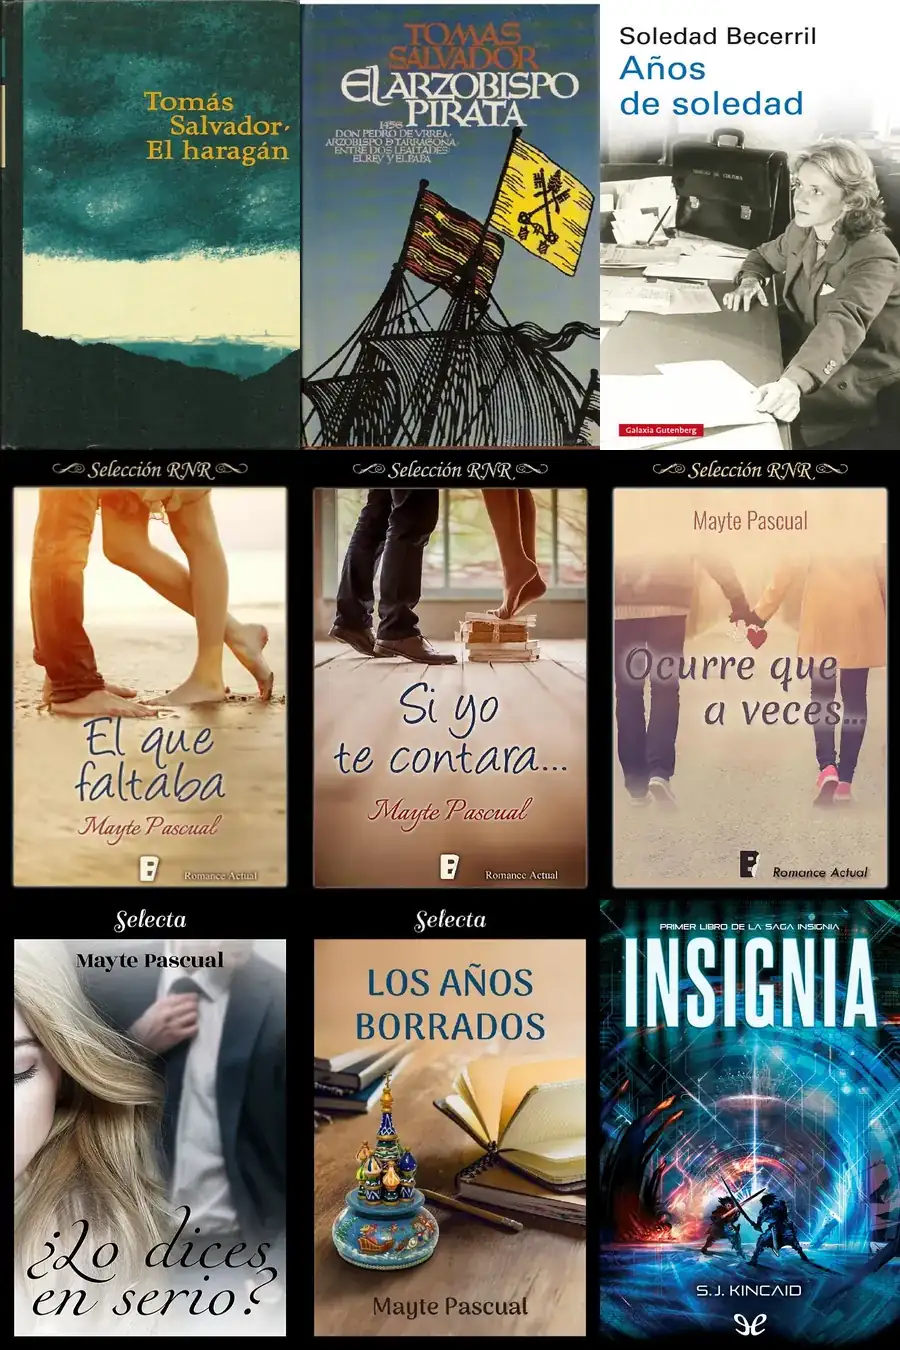 Tomás
Salvador
El haragán
TOMAS
SALVADOR
EL ARZOBISPO
PIRATA
1456
DON PEDRO DE URREA,
ARZOBISPO D TARRAGONA,
ENTRE DOS LEALTADES:
EL REY Y EL PAPA
Soledad Becerril
Años
de soledad
Galaxia Gutenberg
Selección RNR
El que
faltaba
Mayte Pascual
B
Romance Actual
Selección RNR
Si yo
te contara...
Mayte Pascual
B
Romance Actual
Selección RNR
Mayte Pascual
Ocurre que
a veces...
B
Romance Actual
Selecta
Mayte Pascual
¿Lo dices
en serio?
Selecta
LOS AÑOS
BORRADOS
Mayte Pascual
PRIMER LIBRO DE LA SAGA INSIGNIA
INSIGNIA
S.J. KINCAID